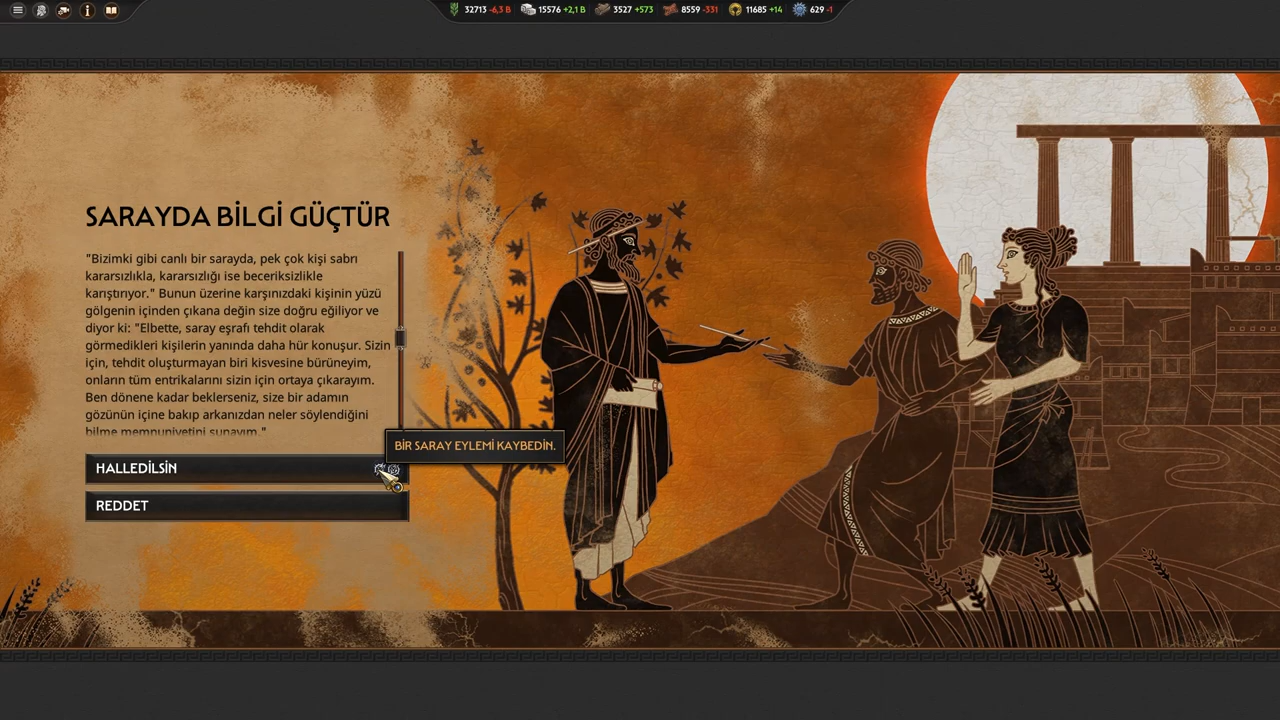 32713 -6,3 B 15576 +2,1 B 3527 +573 8559 -331 11685 +14 629 -1
SARAYDA BİLGİ GÜÇTÜR
"Bizimki gibi canlı bir sarayda, pek çok kişi sabrı
kararsızlıkla, kararsızlığı ise beceriksizlikle
karıştırıyor." Bunun üzerine karşınızdaki kişinin yüzü
gölgenin içinden çıkana değin size doğru eğiliyor ve
diyor ki: "Elbette, saray eşrafı tehdit olarak
görmedikleri kişilerin yanında daha hür konuşur. Sizin
için, tehdit oluşturmayan biri kisvesine bürüneyim,
onların tüm entrikalarını sizin için ortaya çıkarayım.
Ben dönene kadar beklerseniz, size bir adamın
gözünün içine bakıp arkanızdan neler söylendiğini
bilme memnuniyetini sunayım."
BİR SARAY EYLEMİ KAYBEDİN.
HALLEDİLSİN
REDDET